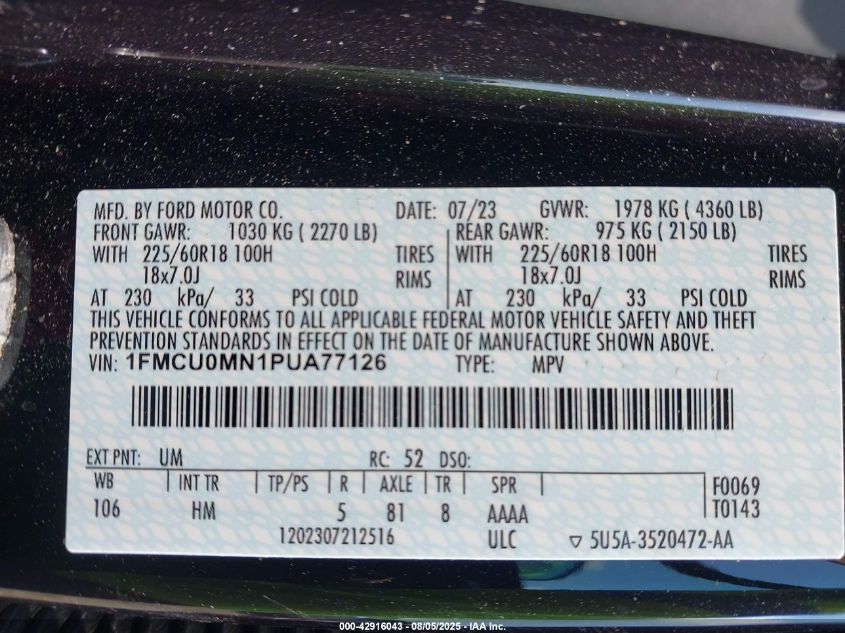 MFD. BY FORD MOTOR CO. DATE: 07/23 GVWR: 1978 KG ( 4360 LB)
FRONT GAWR: 1030 KG ( 2270 LB) REAR GAWR: 975 KG ( 2150 LB)
WITH 225/60R18 100H TIRES WITH 225/60R18 100H TIRES
18x7.0J RIMS 18x7.0J RIMS
AT 230 kPa/ 33 PSI COLD AT 230 kPa/ 33 PSI COLD
THIS VEHICLE CONFORMS TO ALL APPLICABLE FEDERAL MOTOR VEHICLE SAFETY AND THEFT
PREVENTION STANDARDS IN EFFECT ON THE DATE OF MANUFACTURE SHOWN ABOVE.
VIN: 1FMCU0MN1PUA77126 TYPE: MPV
EXT PNT: UM RC: 52 DSO:
WB INT TR TP/PS R AXLE TR SPR F0069
106 HM 5 81 8 AAAA T0143
1202307212516 ULC ▽ 5U5A-3520472-AA
000-42916043 - 08/05/2025 - IAA Inc.